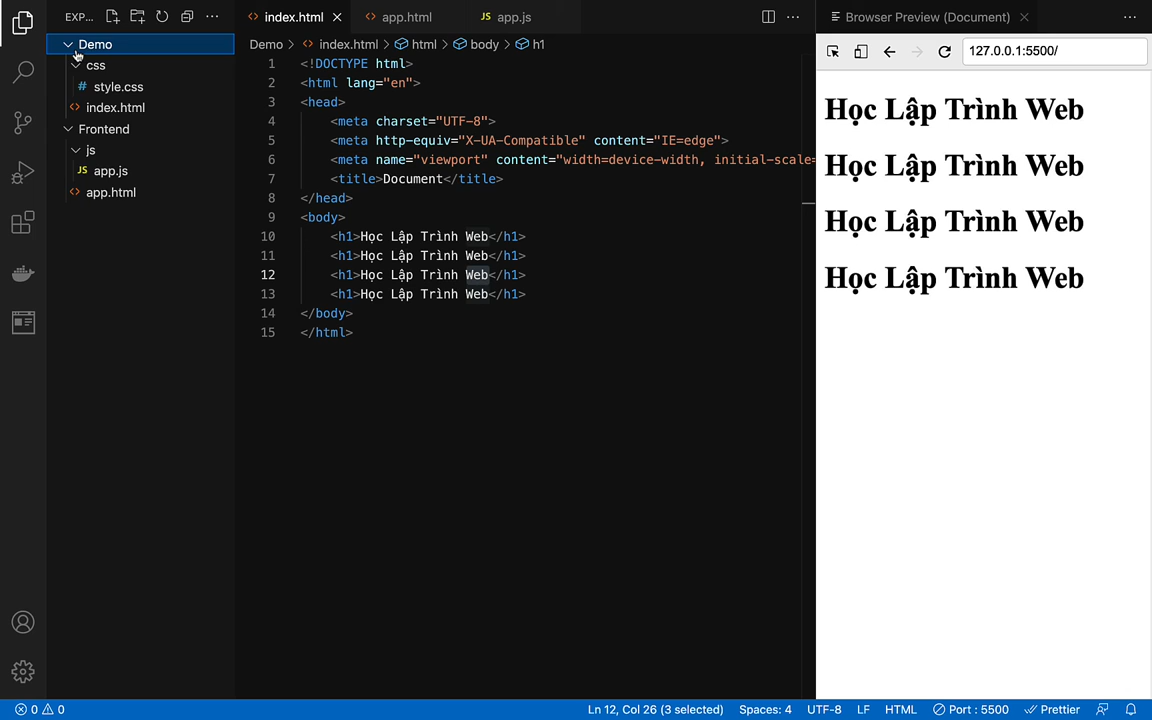 EXP...
Demo
css
# style.css
<> index.html
Frontend
js
JS app.js
<> app.html
<> index.html
<> app.html
JS app.js
Demo > <> index.html > html > body > h1
1 <!DOCTYPE html>
2 <html lang="en">
3 <head>
4 <meta charset="UTF-8">
5 <meta http-equiv="X-UA-Compatible" content="IE=edge">
6 <meta name="viewport" content="width=device-width, initial-scale=
7 <title>Document</title>
8 </head>
9 <body>
10 <h1>Học Lập Trình Web</h1>
11 <h1>Học Lập Trình Web</h1>
12 <h1>Học Lập Trình Web</h1>
13 <h1>Học Lập Trình Web</h1>
14 </body>
15 </html>
Browser Preview (Document)
127.0.0.1:5500/
Học Lập Trình Web
Học Lập Trình Web
Học Lập Trình Web
Học Lập Trình Web
0 0
Ln 12, Col 26 (3 selected) Spaces: 4 UTF-8 LF HTML Port : 5500 Prettier